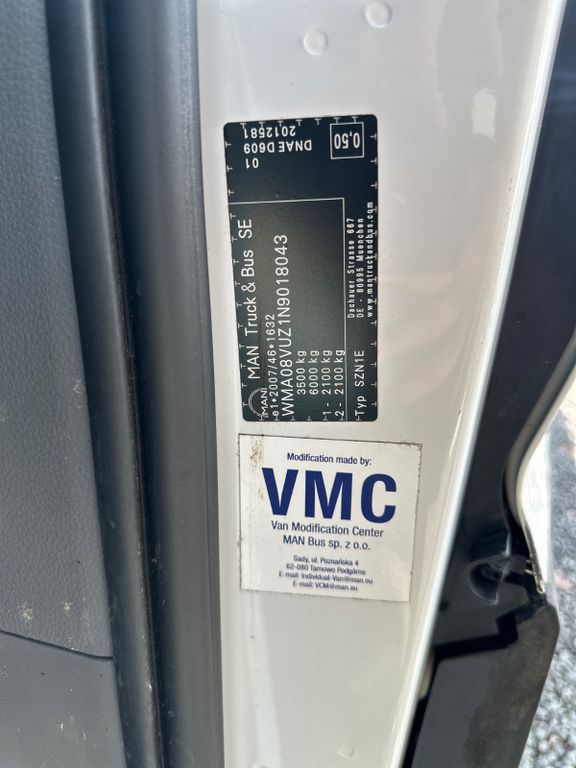 MAN
MAN Truck & Bus SE
e1*2007/46*1632
WMA08VUZ1N9018043
3500 kg
6000 kg
1 - 2100 kg
2 - 2100 kg
Typ SZN1E
Dachauer Strasse 667
DE - 80995 Muenchen
www.mantruckandbus.com
01
DNAE D609
2012581
0,50
Modification made by:
VMC
Van Modification Center
MAN Bus sp. z o.o.
Sady, ul. Poznańska 4
62-080 Tarnowo Podgórne
E-mail: Individual-Van@man.eu
E-mail: VCM@man.eu